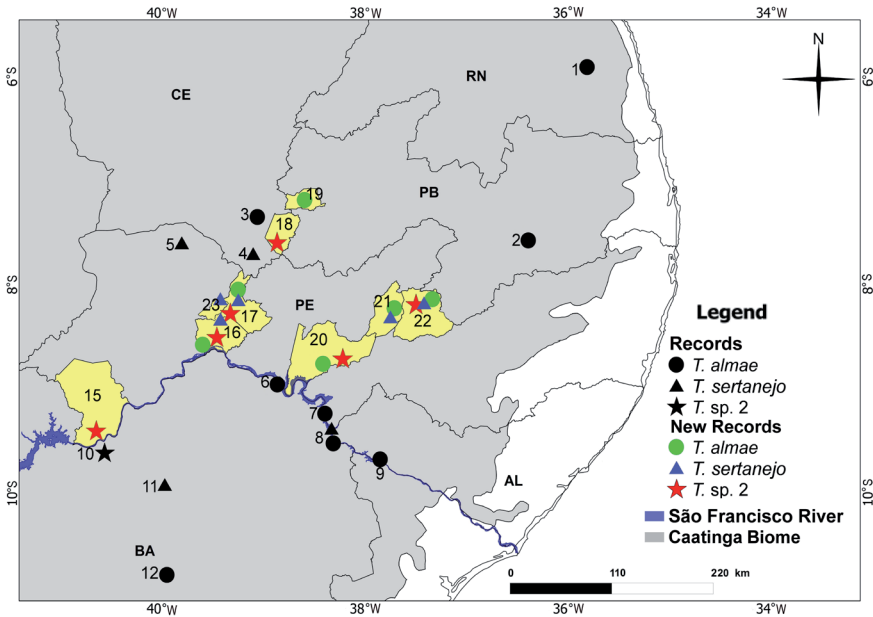 40°W 38°W 36°W 34°W
N
6°S
CE
RN
1
19
PB
3
18
5
4
2
8°S
23
17
PE
21
22
16
20
15
6
7
8
10
9
11
10°S
AL
BA
12
Legend
Records
T. almae
T. sertanejo
T. sp. 2
New Records
T. almae
T. sertanejo
T. sp. 2
São Francisco River
Caatinga Biome
0 110 220 km
40°W 38°W 36°W 34°W
6°S
8°S
10°S